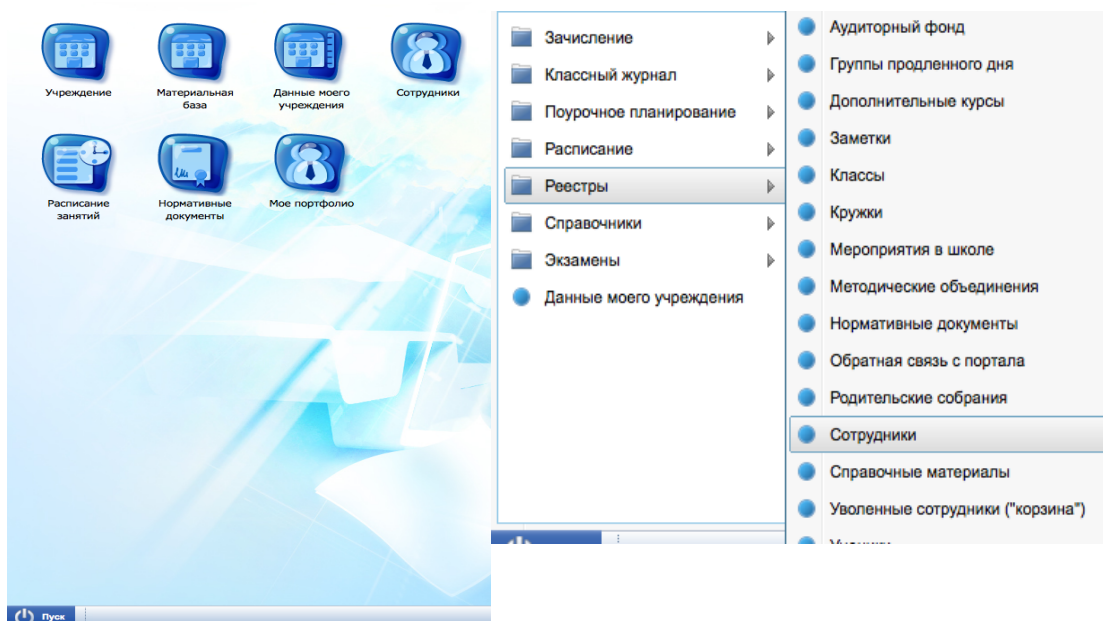 Учреждение
Материальная
база
Данные моего
учреждения
Сотрудники
Расписание
занятий
Нормативные
документы
Мое портфолио
Пуск
Зачисление
Классный журнал
Поурочное планирование
Расписание
Реестры
Справочники
Экзамены
Данные моего учреждения
Аудиторный фонд
Группы продленного дня
Дополнительные курсы
Заметки
Классы
Кружки
Мероприятия в школе
Методические объединения
Нормативные документы
Обратная связь с портала
Родительские собрания
Сотрудники
Справочные материалы
Уволенные сотрудники ("корзина")